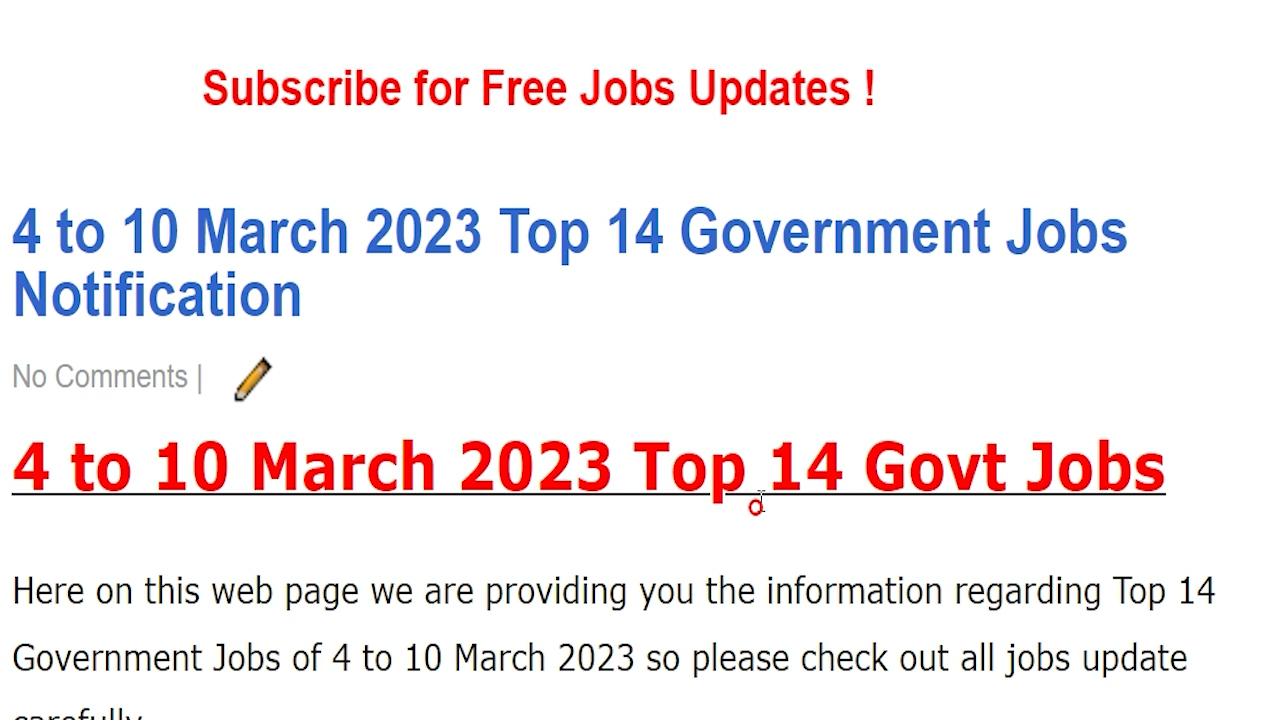 Subscribe for Free Jobs Updates !
4 to 10 March 2023 Top 14 Government Jobs
Notification
No Comments |
4 to 10 March 2023 Top 14 Govt Jobs
Here on this web page we are providing you the information regarding Top 14
Government Jobs of 4 to 10 March 2023 so please check out all jobs update
carefully